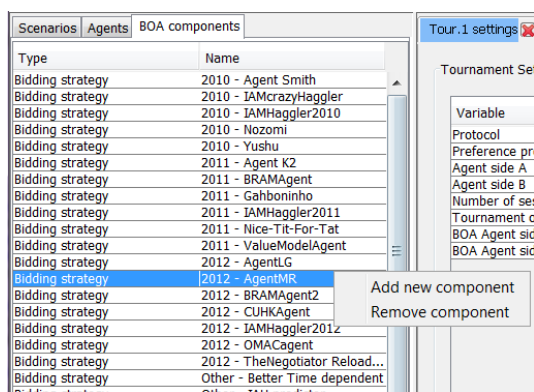 Scenarios Agents BOA components
Type Name
Bidding strategy 2010 - Agent Smith
Bidding strategy 2010 - IAMcrazyHaggler
Bidding strategy 2010 - IAMHaggler2010
Bidding strategy 2010 - Nozomi
Bidding strategy 2010 - Yushu
Bidding strategy 2011 - Agent K2
Bidding strategy 2011 - BRAMAgent
Bidding strategy 2011 - Gahboninho
Bidding strategy 2011 - IAMHaggler2011
Bidding strategy 2011 - Nice-Tit-For-Tat
Bidding strategy 2011 - ValueModelAgent
Bidding strategy 2012 - AgentLG
Bidding strategy 2012 - AgentMR
Bidding strategy 2012 - BRAMAgent2
Bidding strategy 2012 - CUHKAgent
Bidding strategy 2012 - IAMHaggler2012
Bidding strategy 2012 - OMACagent
Bidding strategy 2012 - TheNegotiator Reload...
Bidding strategy Other - Better Time dependent
Add new component
Remove component
Tour.1 settings
Tournament Se
Variable
Protocol
Preference pr
Agent side A
Agent side B
Number of se
Tournament o
BOA Agent sid
BOA Agent sid